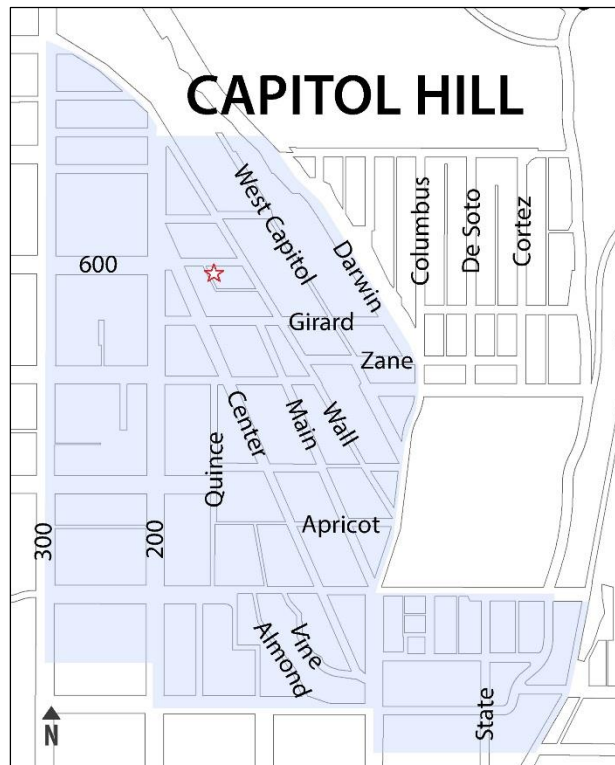 CAPITOL HILL
West Capitol
Darwin
Columbus
De Soto
Cortez
600
Girard
Zane
Center
Main
Wall
Quince
Apricot
300
200
Vine
Almond
State
N